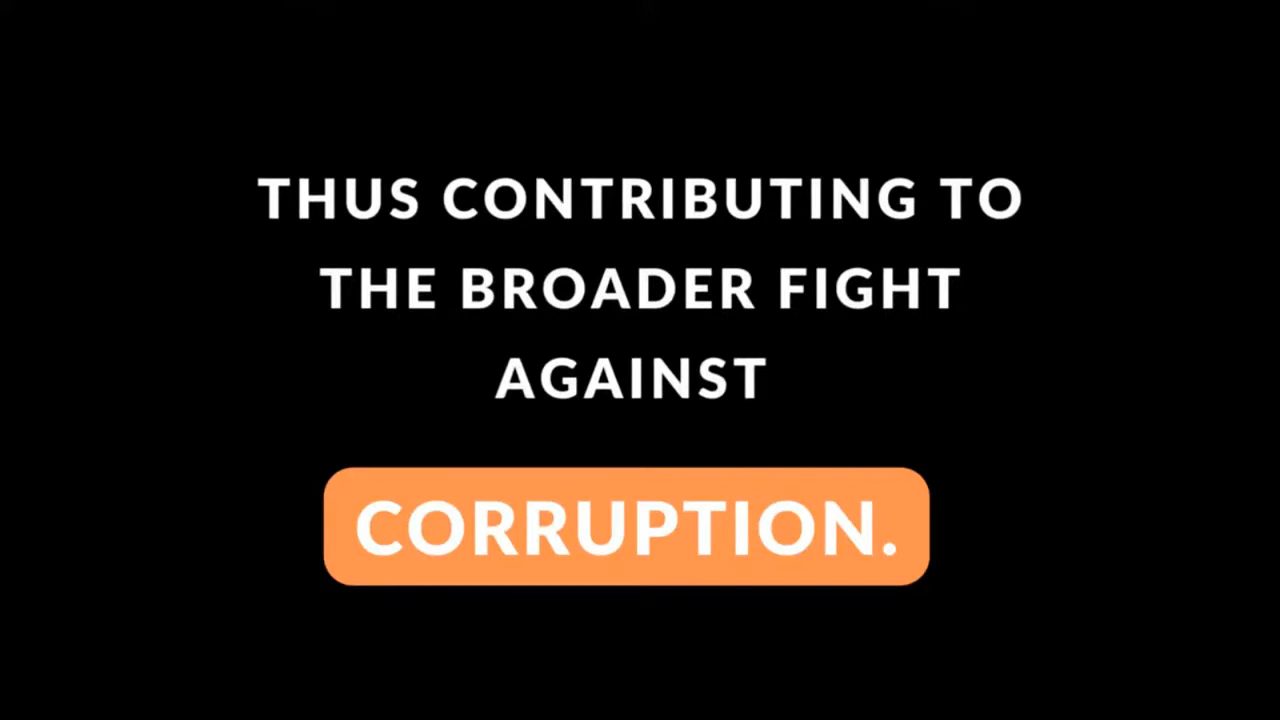 THUS CONTRIBUTING TO
THE BROADER FIGHT
AGAINST
CORRUPTION.